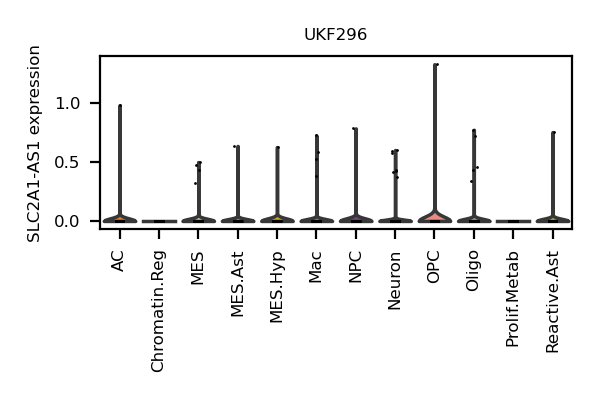 UKF296
SLC2A1-AS1 expression
1.0
0.5
0.0
AC
Chromatin.Reg
MES
MES.Ast
MES.Hyp
Mac
NPC
Neuron
OPC
Oligo
Prolif.Metab
Reactive.Ast